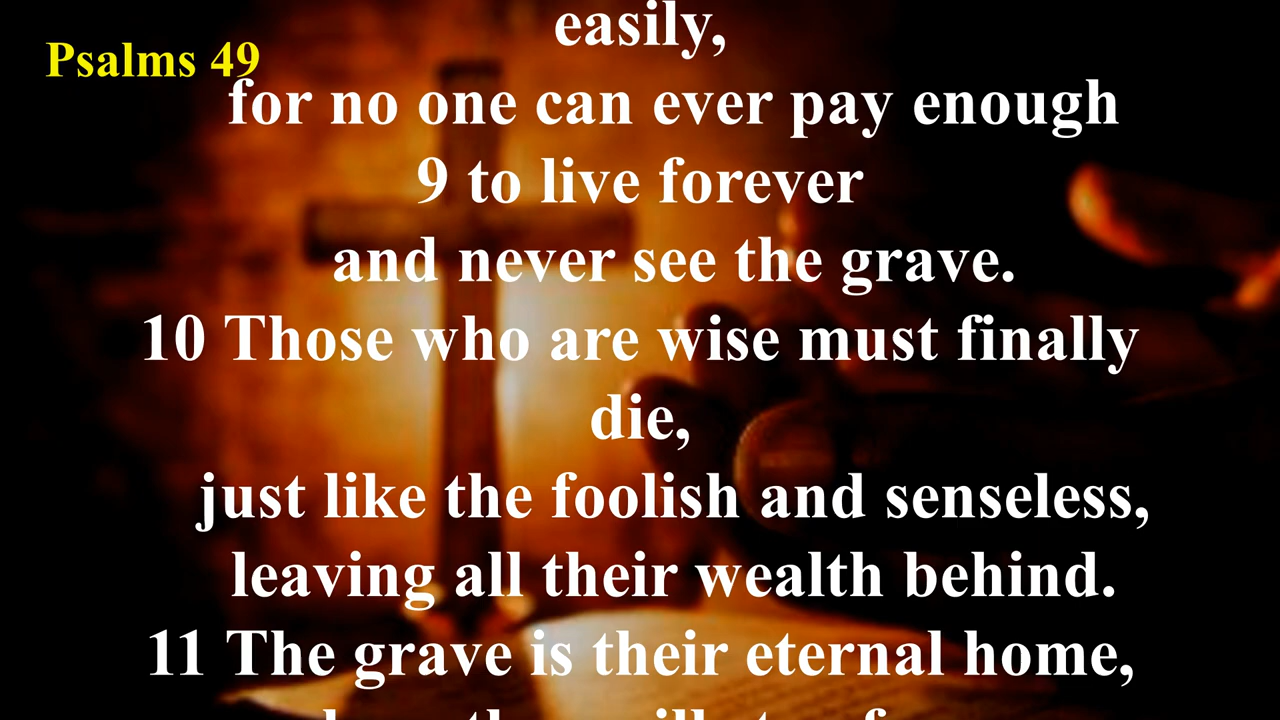 easily,
Psalms 49
for no one can ever pay enough
9 to live forever
and never see the grave.
10 Those who are wise must finally
die,
just like the foolish and senseless,
leaving all their wealth behind.
11 The grave is their eternal home,